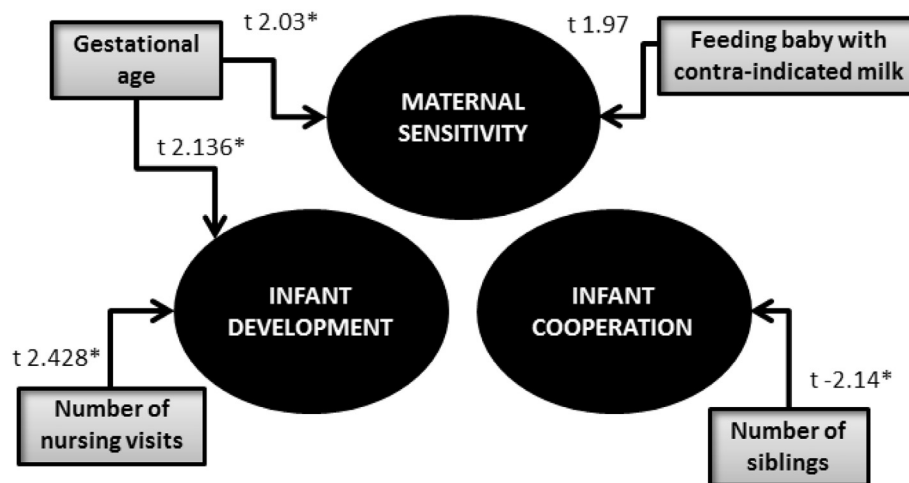 t 2.03*
t 1.97
Gestational
age
Feeding baby with
contra-indicated milk
MATERNAL
SENSITIVITY
t 2.136*
INFANT
DEVELOPMENT
INFANT
COOPERATION
t 2.428*
t -2.14*
Number of
nursing visits
Number of
siblings